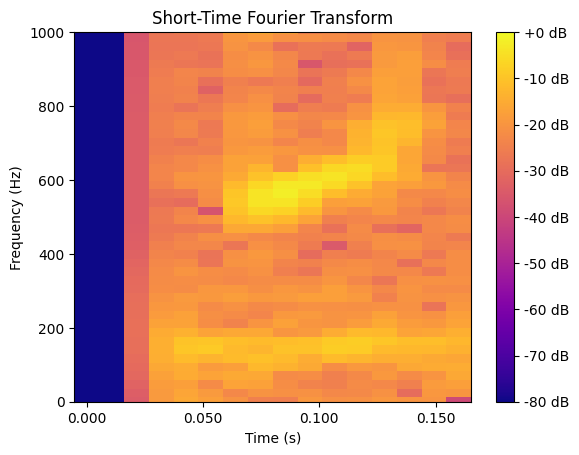 Short-Time Fourier Transform
1000
800
600
400
200
0
Frequency (Hz)
0.000
0.050
0.100
0.150
Time (s)
+0 dB
-10 dB
-20 dB
-30 dB
-40 dB
-50 dB
-60 dB
-70 dB
-80 dB